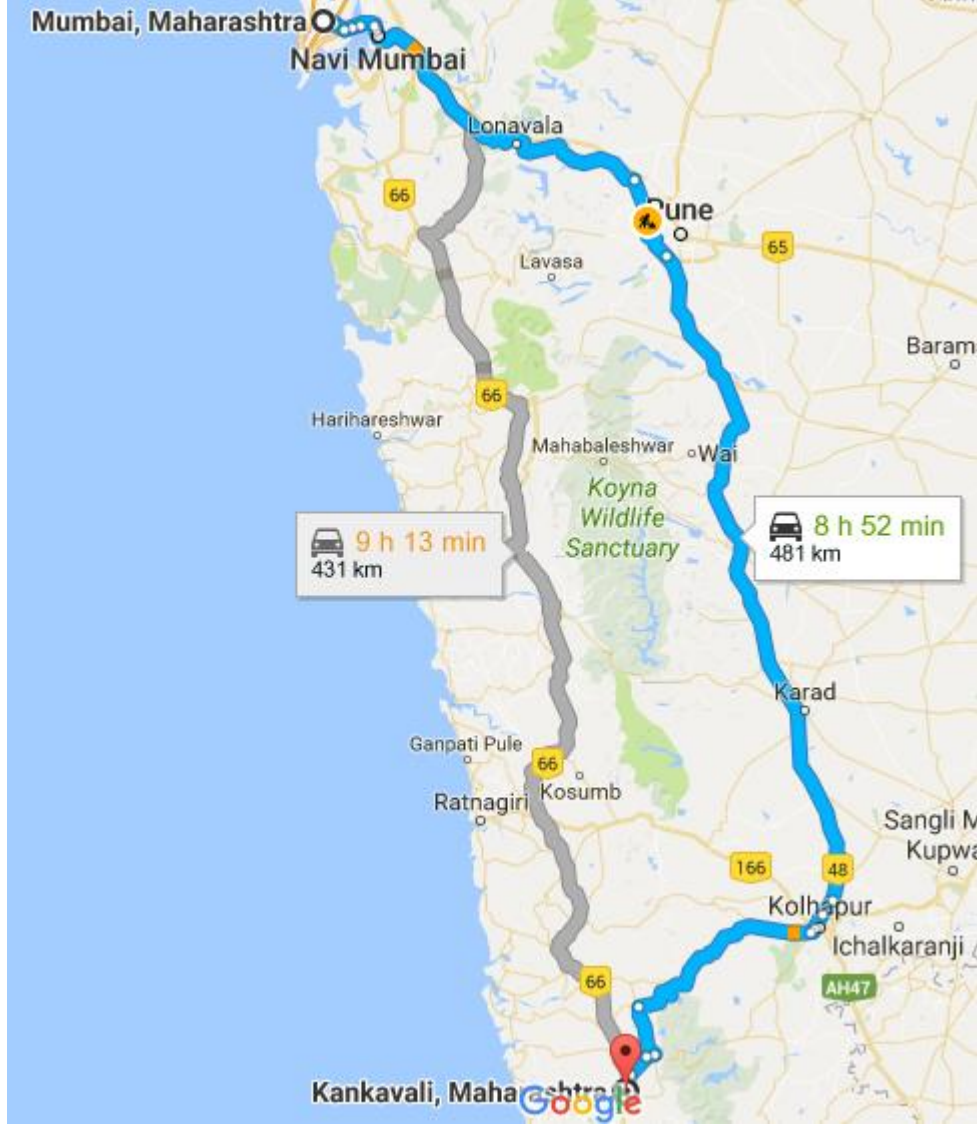 Mumbai, Maharashtra
Navi Mumbai
Lonavala
66
Pune
65
Lavasa
Baram
66
Harihareshwar
Mahabaleshwar
Wai
Koyna
Wildlife
Sanctuary
9 h 13 min
431 km
8 h 52 min
481 km
Karad
Ganpati Pule
66
Kosumb
Ratnagiri
Sangli M
Kupwa
166
48
Kolhapur
Ichalkaranji
66
AH47
Kankavali, Maharashtra
Google